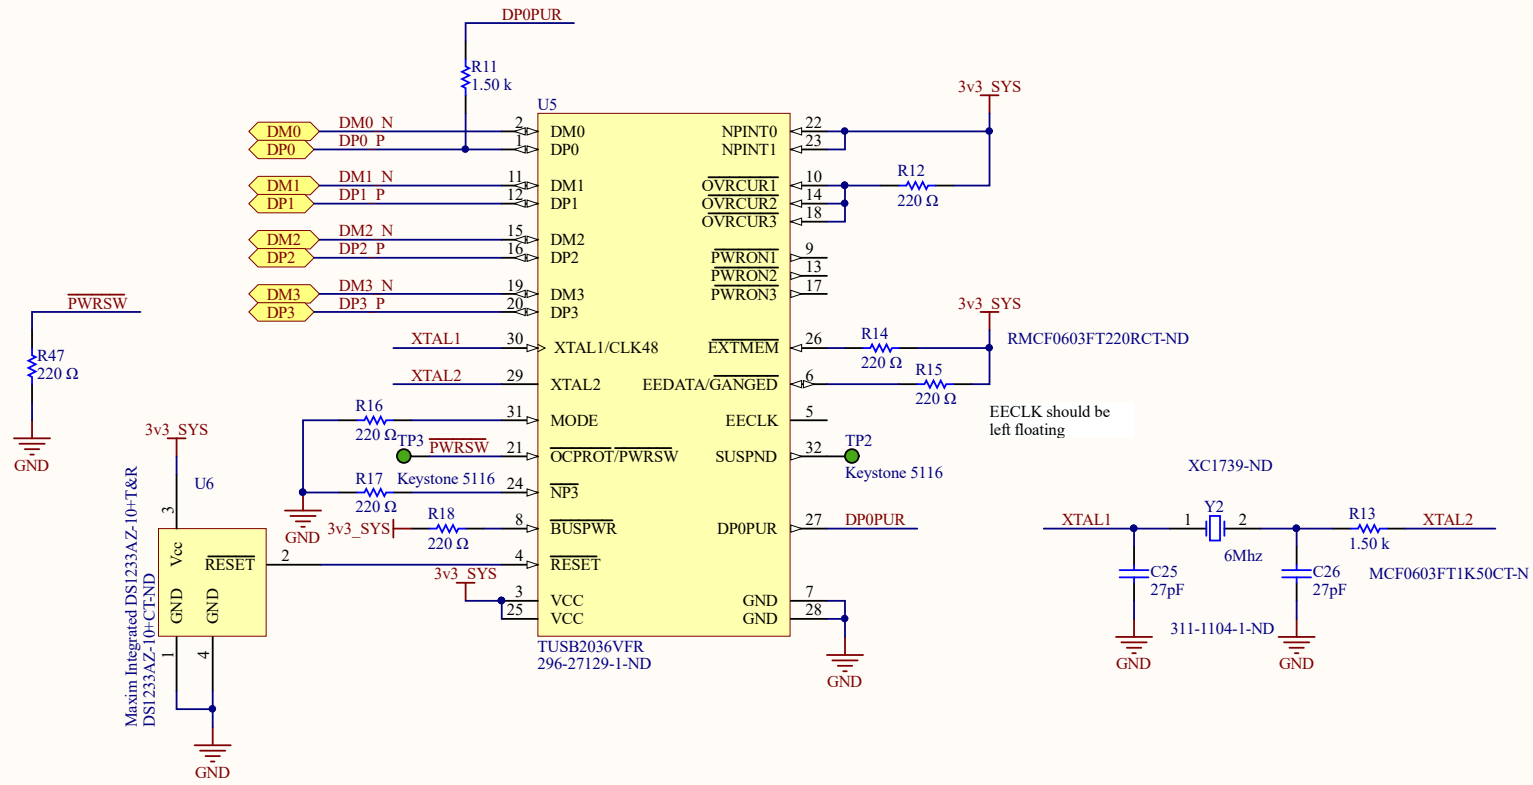 DP0PUR
R11
1.50 k
U5
3v3_SYS
DM0
DM0_N
2
DM0
NPINT0
22
DP0
DP0_P
1
DP0
NPINT1
23
DM1
DM1_N
11
DM1
OVRCUR1
10
R12
220 Ω
DP1
DP1_P
12
DP1
OVRCUR2
14
OVRCUR3
18
DM2
DM2_N
15
DM2
DP2
DP2_P
16
DP2
PWRON1
9
PWRON2
13
PWRON3
17
DM3
DM3_N
19
DM3
DP3
DP3_P
20
DP3
PWRSW
R47
220 Ω
GND
3v3_SYS
XTAL1
30
XTAL1/CLK48
EXTMEM
26
R14
220 Ω
RMCF0603FT220RCT-ND
XTAL2
29
XTAL2
EEDATA/GANGED
6
R15
220 Ω
R16
220 Ω
31
MODE
EECLK
5
EECLK should be
left floating
TP3
PWRSW
21
OCPROT/PWRSW
SUSPND
32
TP2
Keystone 5116
Keystone 5116
R17
220 Ω
24
NP3
GND
3v3_SYS
R18
220 Ω
8
BUSPWR
DP0PUR
27
DP0PUR
4
RESET
3v3_SYS
3
VCC
25
VCC
GND
7
GND
28
GND
TUSB2036VFR
296-27129-1-ND
3v3_SYS
U6
3
Vcc
RESET
2
GND
GND
1
4
GND
Maxim Integrated DS1233AZ-10+T&R
DS1233AZ-10+CT-ND
XC1739-ND
XTAL1
1
Y2
2
6Mhz
R13
1.50 k
XTAL2
C25
27pF
C26
27pF
MCF0603FT1K50CT-N
311-1104-1-ND
GND
GND